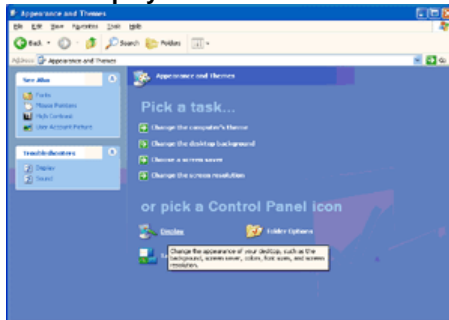 Appearance and Themes
File Edit View Favorites Tools Help
Back Search Folders
Address Appearance and Themes Go
See Also
Fonts
Mouse Pointers
High Contrast
User Account Picture
Troubleshooters
Display
Sound
Appearance and Themes
Pick a task...
Change the computer's theme
Change the desktop background
Choose a screen saver
Change the screen resolution
or pick a Control Panel icon
Display Folder Options
Change the appearance of your desktop, such as the
background, screen saver, colors, font sizes, and screen
resolution.